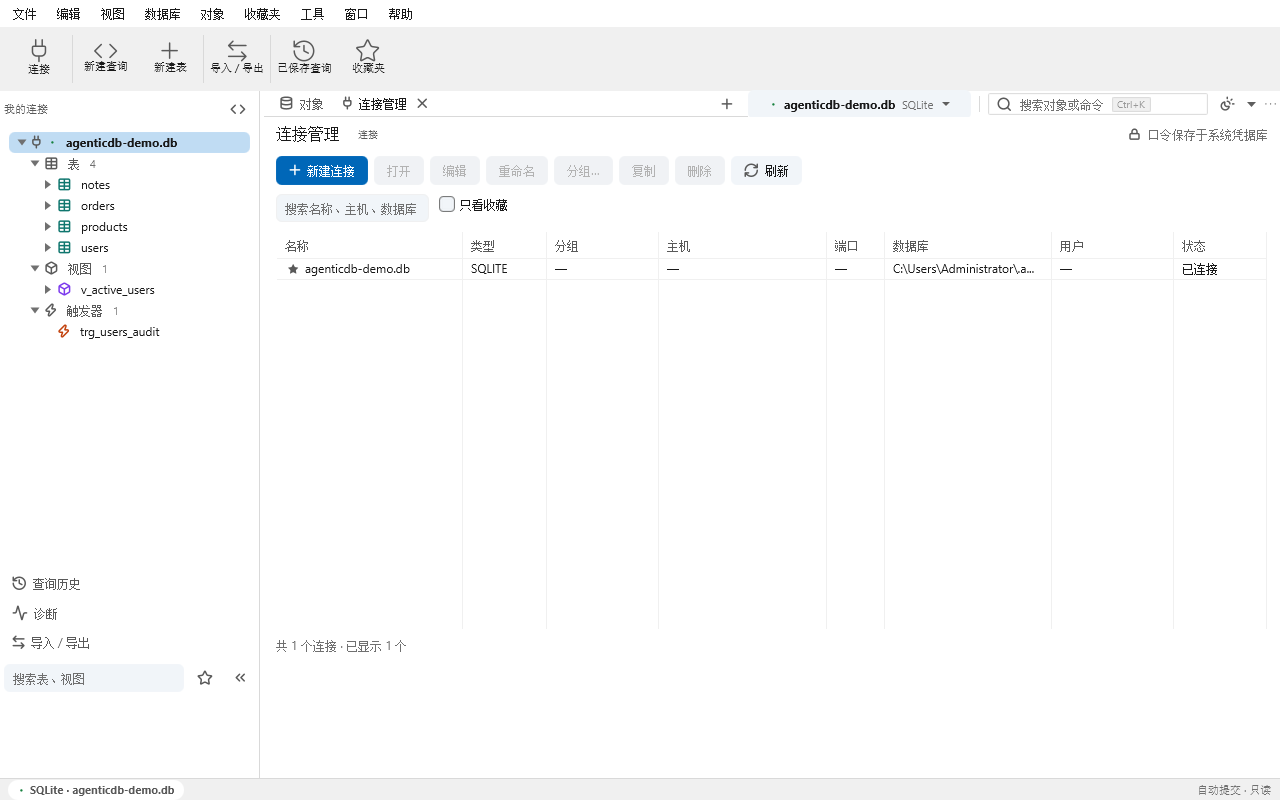 文件 编辑 视图 数据库 对象 收藏夹 工具 窗口 帮助
连接 新建查询 新建表 导入 / 导出 已保存查询 收藏夹
我的连接
agenticdb-demo.db
表 4
notes
orders
products
users
视图 1
v_active_users
触发器 1
trg_users_audit
查询历史
诊断
导入 / 导出
搜索表、视图
对象 连接管理 agenticdb-demo.db SQLite 搜索对象或命令 Ctrl+K
连接管理 连接 口令保存于系统凭据库
新建连接 打开 编辑 重命名 分组... 复制 删除 刷新
搜索名称、主机、数据库 只看收藏
名称 类型 分组 主机 端口 数据库 用户 状态
agenticdb-demo.db SQLITE — — — C:\Users\Administrator\.a... — 已连接
共 1 个连接 · 已显示 1 个
SQLite · agenticdb-demo.db 自动提交 · 只读